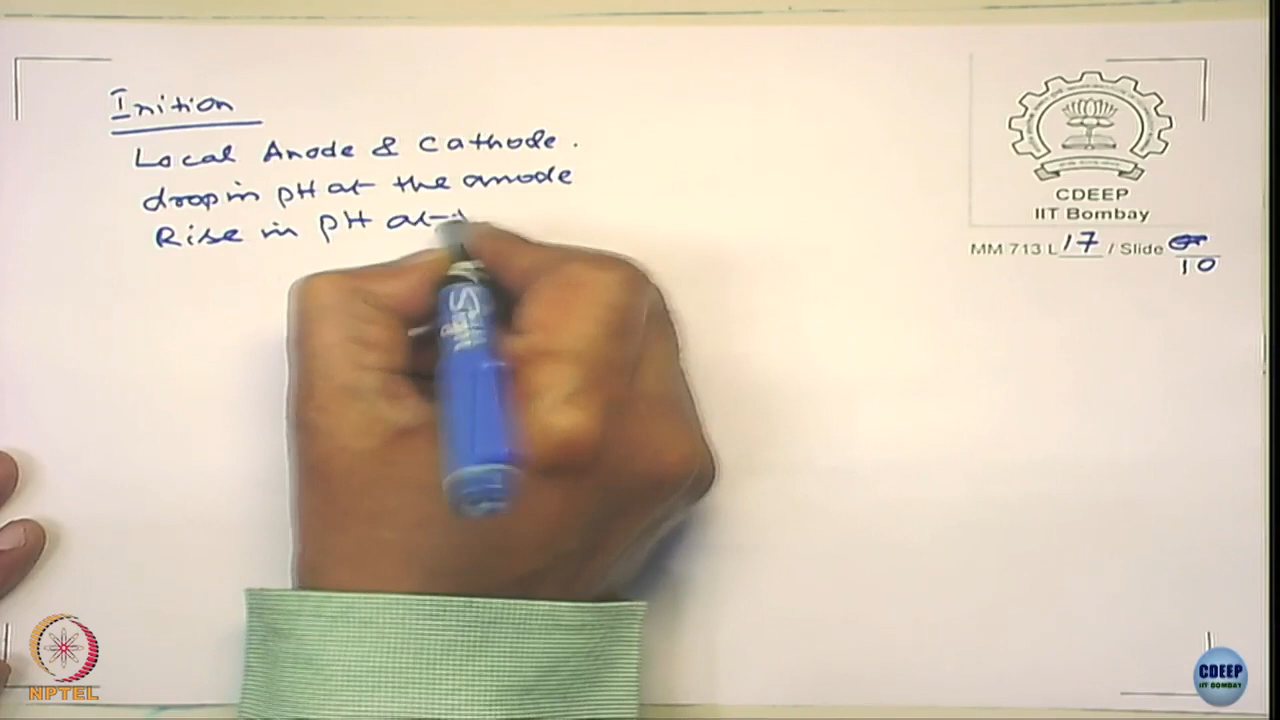 Inition
Local Anode & Cathode.
drop in pH at the anode
Rise in pH at
CDEEP
IIT Bombay
MM 713 L 17 / Slide
10
NPTEL
CDEEP
IIT BOMBAY